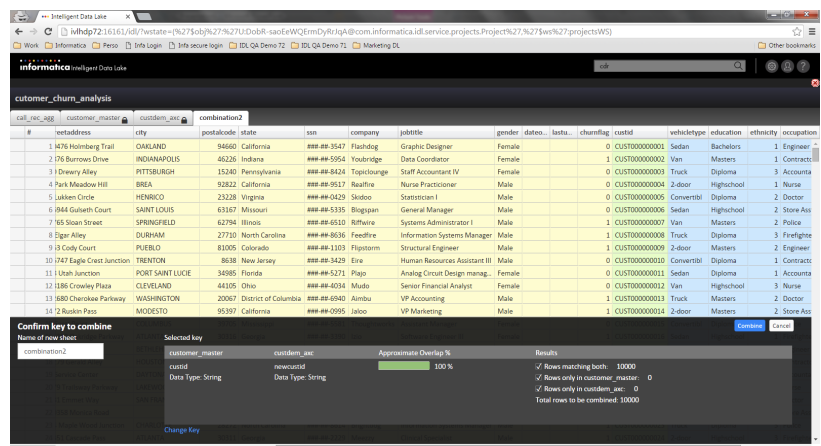 Intelligent Data Lake
ivlhdp72:16161/idl/?wstate=(%27$obj%27:%27U:DobR-saoEeWQErmDyRrJqA@com.informatica.idl.service.projects.Project%27,%27$ws%27:projectsWS)
Work Informatica Perso Infa Login Infa secure login IDL QA Demo 72 IDL QA Demo 71 Marketing DL Other bookmarks
informatica Intelligent Data Lake cdr
cutomer_churn_analysis
call_rec_agg customer_master custdem_axc combination2
# eetaddress city postalcode state ssn company jobtitle gender dateo... lastu... churnflag custid vehicletype education ethnicity occupation
1 476 Holmberg Trail OAKLAND 94660 California ###-##-3547 Flashdog Graphic Designer Female 0 CUST000000001 Sedan Bachelors 1 Engineer
2 76 Burrows Drive INDIANAPOLIS 46226 Indiana ###-##-5954 Youbridge Data Coordiator Female 1 CUST000000002 Van Masters 1 Contracto
3 Drewry Alley PITTSBURGH 15240 Pennsylvania ###-##-8424 Topiclounge Staff Accountant IV Female 1 CUST000000003 Truck Diploma 3 Accounta
4 Park Meadow Hill BREA 92822 California ###-##-9517 Realfire Nurse Practicioner Male 0 CUST000000004 2-door Highschool 1 Nurse
5 Lukken Circle HENRICO 23228 Virginia ###-##-0429 Skidoo Statistician I Male 0 CUST000000005 Convertibl Diploma 2 Doctor
6 944 Gulseth Court SAINT LOUIS 63167 Missouri ###-##-5335 Blogspan General Manager Male 0 CUST000000006 Sedan Highschool 2 Store Ass
7 65 Sloan Street SPRINGFIELD 62794 Illinois ###-##-6510 Riffwire Systems Administrator I Male 1 CUST000000007 Van Masters 2 Police
8 Elgar Alley DURHAM 27710 North Carolina ###-##-8636 Feedfire Information Systems Manager Male 1 CUST000000008 Truck Diploma 3 Firefighte
9 3 Cody Court PUEBLO 81005 Colorado ###-##-1103 Flipstorm Structural Engineer Male 1 CUST000000009 2-door Masters 2 Engineer
10 747 Eagle Crest Junction TRENTON 8638 New Jersey ###-##-3429 Eire Human Resources Assistant III Male 0 CUST000000010 Convertibl Diploma 1 Contracto
11 Utah Junction PORT SAINT LUCIE 34985 Florida ###-##-5271 Plajo Analog Circuit Design manag... Female 0 CUST000000011 Sedan Diploma 1 Accounta
12 186 Crowley Plaza CLEVELAND 44105 Ohio ###-##-4034 Mudo Senior Financial Analyst Female 0 CUST000000012 Van Highschool 3 Nurse
13 680 Cherokee Parkway WASHINGTON 20067 District of Columbia ###-##-6940 Aimbu VP Accounting Male 1 CUST000000013 Truck Masters 2 Doctor
14 2 Ruskin Pass MODESTO 95397 California ###-##-0995 Jaloo VP Marketing Male 1 CUST000000014 2-door Masters 2 Store Ass
Confirm key to combine Combine Cancel
Name of new sheet Selected key
combination2
customer_master custdem_axc Approximate Overlap % Results
custid newcustid 100 % Rows matching both: 10000
Data Type: String Data Type: String Rows only in customer_master: 0
Rows only in custdem_axc: 0
Total rows to be combined: 10000
Change Key